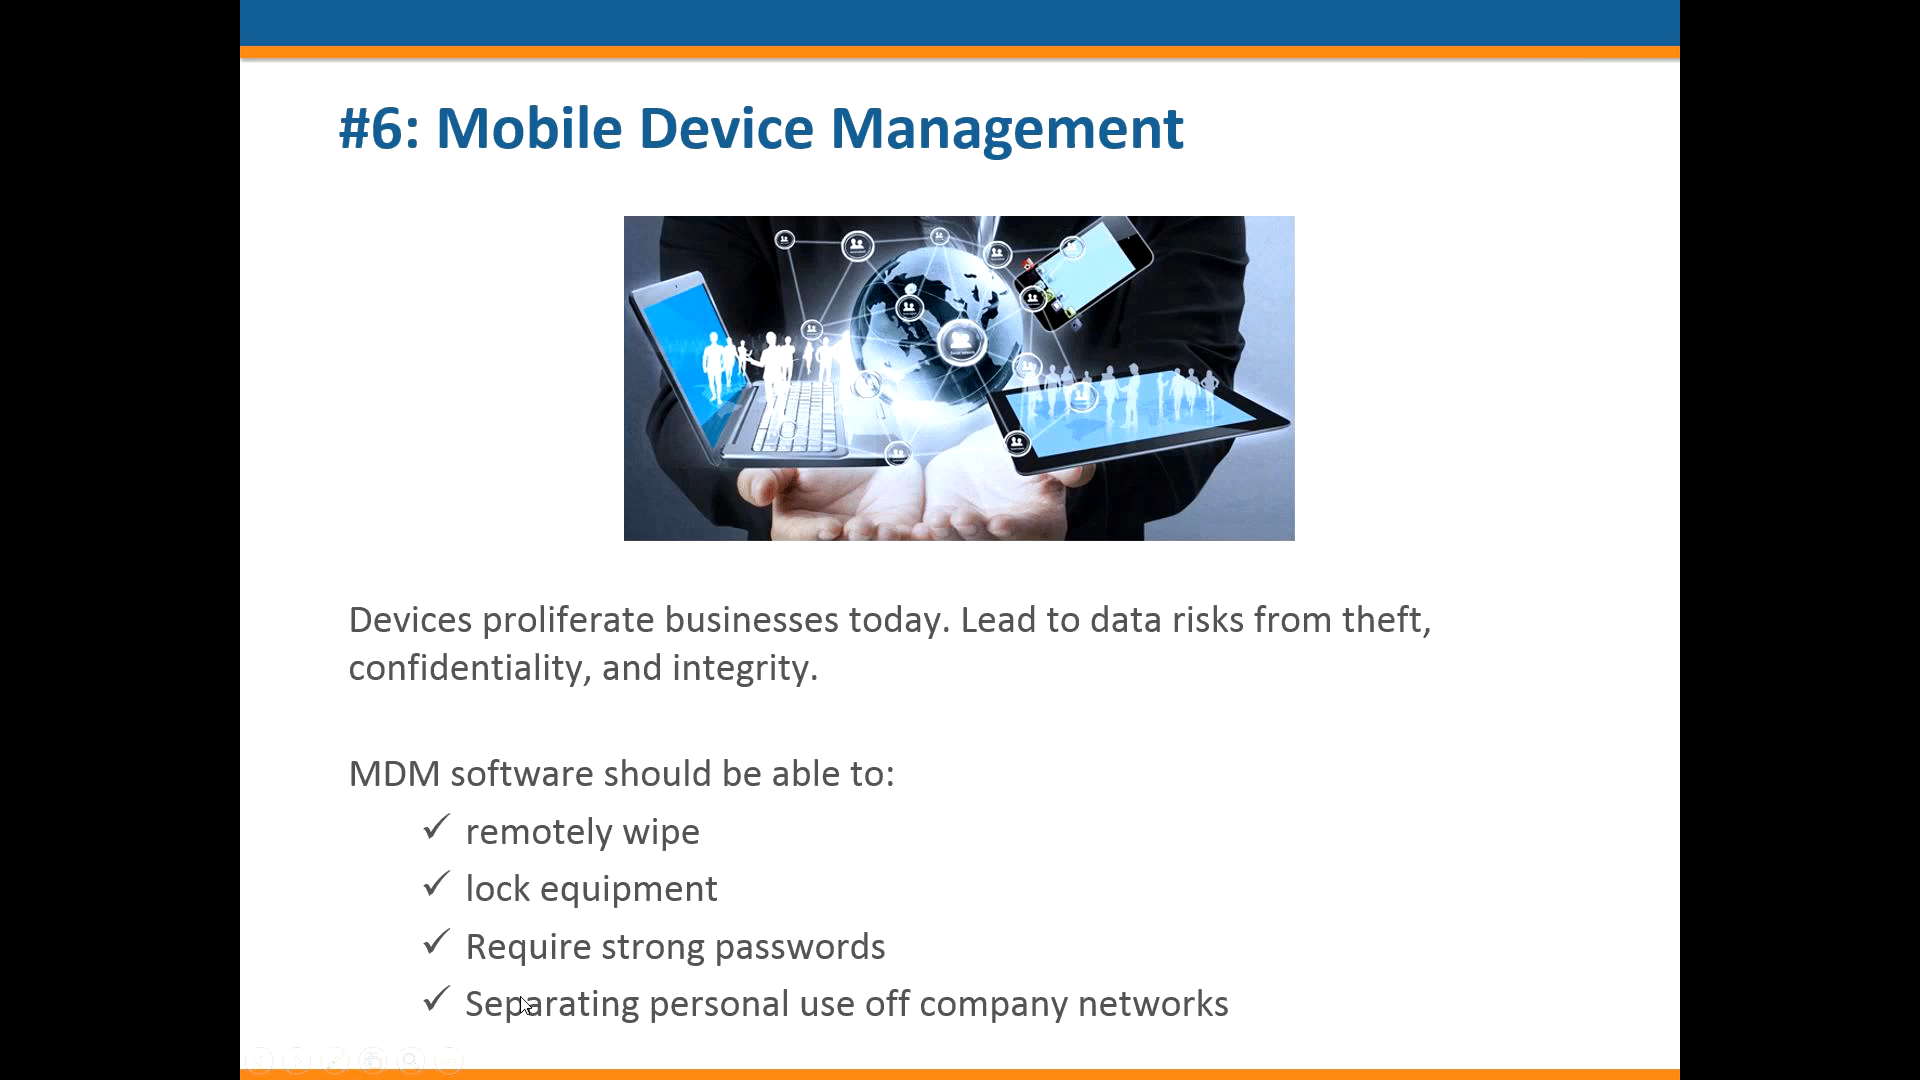 #6: Mobile Device Management
Devices proliferate businesses today. Lead to data risks from theft,
confidentiality, and integrity.
MDM software should be able to:
✓ remotely wipe
✓ lock equipment
✓ Require strong passwords
✓ Separating personal use off company networks